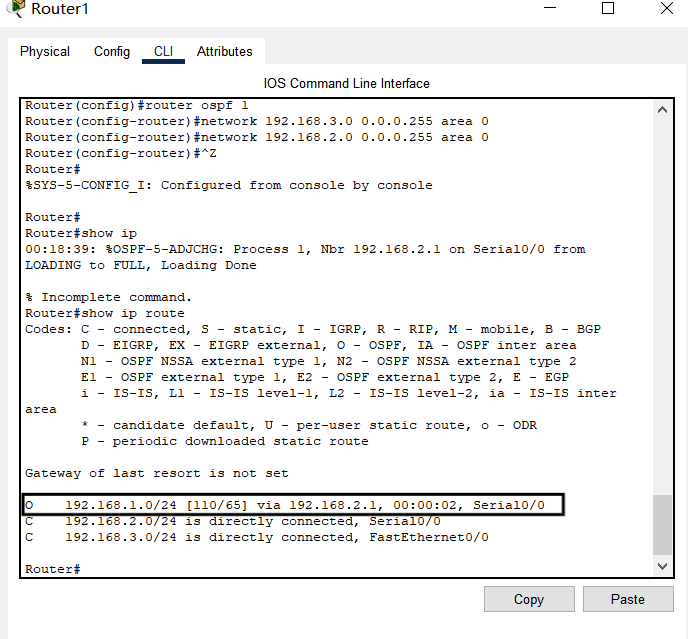 Router1
Physical Config CLI Attributes
IOS Command Line Interface
Router(config)#router ospf 1
Router(config-router)#network 192.168.3.0 0.0.0.255 area 0
Router(config-router)#network 192.168.2.0 0.0.0.255 area 0
Router(config-router)#^Z
Router#
%SYS-5-CONFIG_I: Configured from console by console
Router#
Router#show ip
00:18:39: %OSPF-5-ADJCHG: Process 1, Nbr 192.168.2.1 on Serial0/0 from
LOADING to FULL, Loading Done
% Incomplete command.
Router#show ip route
Codes: C - connected, S - static, I - IGRP, R - RIP, M - mobile, B - BGP
D - EIGRP, EX - EIGRP external, O - OSPF, IA - OSPF inter area
N1 - OSPF NSSA external type 1, N2 - OSPF NSSA external type 2
E1 - OSPF external type 1, E2 - OSPF external type 2, E - EGP
i - IS-IS, L1 - IS-IS level-1, L2 - IS-IS level-2, ia - IS-IS inter
area
* - candidate default, U - per-user static route, o - ODR
P - periodic downloaded static route
Gateway of last resort is not set
O 192.168.1.0/24 [110/65] via 192.168.2.1, 00:00:02, Serial0/0
C 192.168.2.0/24 is directly connected, Serial0/0
C 192.168.3.0/24 is directly connected, FastEthernet0/0
Router#
Copy Paste